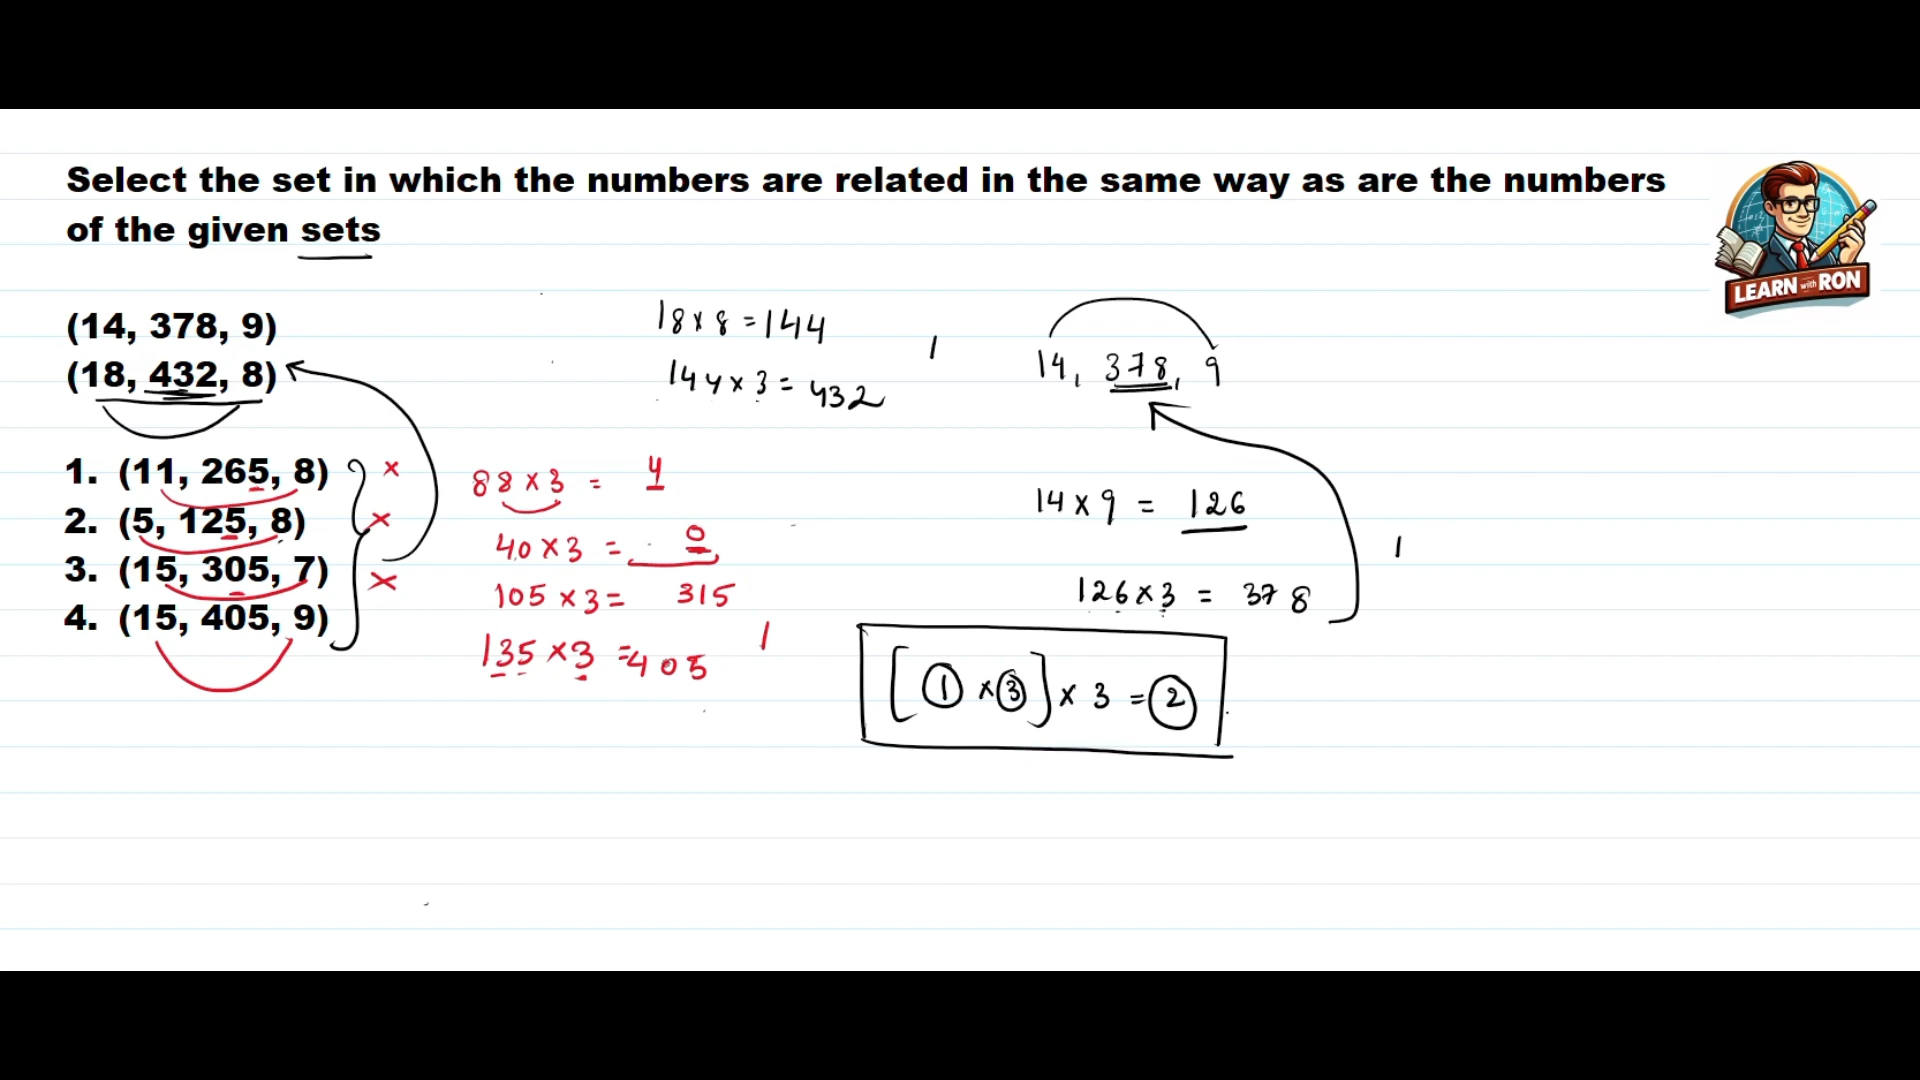 Select the set in which the numbers are related in the same way as are the numbers
of the given sets
LEARN with RON
(14, 378, 9)
(18, 432, 8)
1. (11, 265, 8)
2. (5, 125, 8)
3. (15, 305, 7)
4. (15, 405, 9)
18 x 8 = 144
144 x 3 = 432
88 x 3 = 4
40 x 3 = 0
105 x 3 = 315
135 x 3 = 405
14, 378, 9
14 x 9 = 126
126 x 3 = 378
[① x ③] x 3 = ②